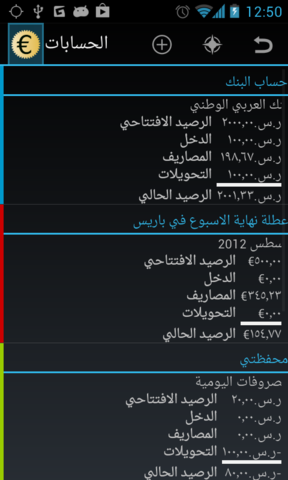 12:50
€ الحسابات
حساب البنك
نك العربي الوطني
الرصيد الافتتاحي ر.س.٢٠٠٠,٠٠
الدخل ر.س.١٠٠,٠٠
المصاريف ر.س.١٩٨,٦٧
التحويلات ر.س.١٠٠,٠٠
الرصيد الحالي ر.س.٢٠٠١,٣٣
عطلة نهاية الاسبوع في باريس
سطس 2012
الرصيد الافتتاحي €٥٠٠,٠٠
الدخل €٠,٠٠
المصاريف €٣٤٥,٢٣
التحويلات €٠,٠٠
الرصيد الحالي €١٥٤,٧٧
محفظتي
صروفات اليومية
الرصيد الافتتاحي ر.س.٢٠,٠٠
الدخل ر.س.٠,٠٠
المصاريف ر.س.٠,٠٠
التحويلات -ر.س.١٠٠,٠٠
الرصيد الحالي -ر.س.٨٠,٠٠